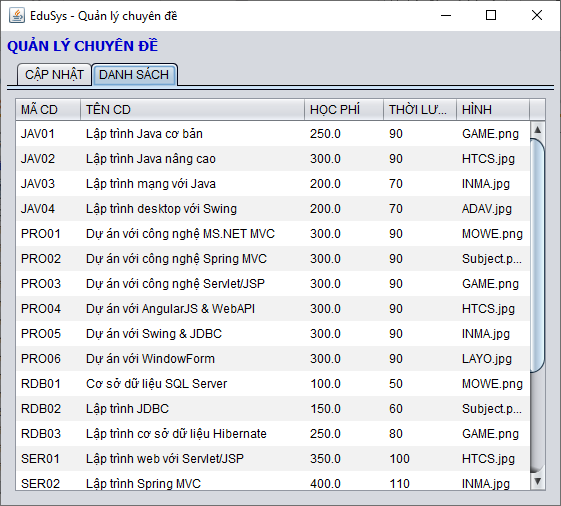 EduSys - Quản lý chuyên đề
QUẢN LÝ CHUYÊN ĐỀ
CẬP NHẬT DANH SÁCH
MÃ CD TÊN CD HỌC PHÍ THỜI LƯ... HÌNH
JAV01 Lập trình Java cơ bản 250.0 90 GAME.png
JAV02 Lập trình Java nâng cao 300.0 90 HTCS.jpg
JAV03 Lập trình mạng với Java 200.0 70 INMA.jpg
JAV04 Lập trình desktop với Swing 200.0 70 ADAV.jpg
PRO01 Dự án với công nghệ MS.NET MVC 300.0 90 MOWE.png
PRO02 Dự án với công nghệ Spring MVC 300.0 90 Subject.p...
PRO03 Dự án với công nghệ Servlet/JSP 300.0 90 GAME.png
PRO04 Dự án với AngularJS & WebAPI 300.0 90 HTCS.jpg
PRO05 Dự án với Swing & JDBC 300.0 90 INMA.jpg
PRO06 Dự án với WindowForm 300.0 90 LAYO.jpg
RDB01 Cơ sở dữ liệu SQL Server 100.0 50 MOWE.png
RDB02 Lập trình JDBC 150.0 60 Subject.p...
RDB03 Lập trình cơ sở dữ liệu Hibernate 250.0 80 GAME.png
SER01 Lập trình web với Servlet/JSP 350.0 100 HTCS.jpg
SER02 Lập trình Spring MVC 400.0 110 INMA.jpg